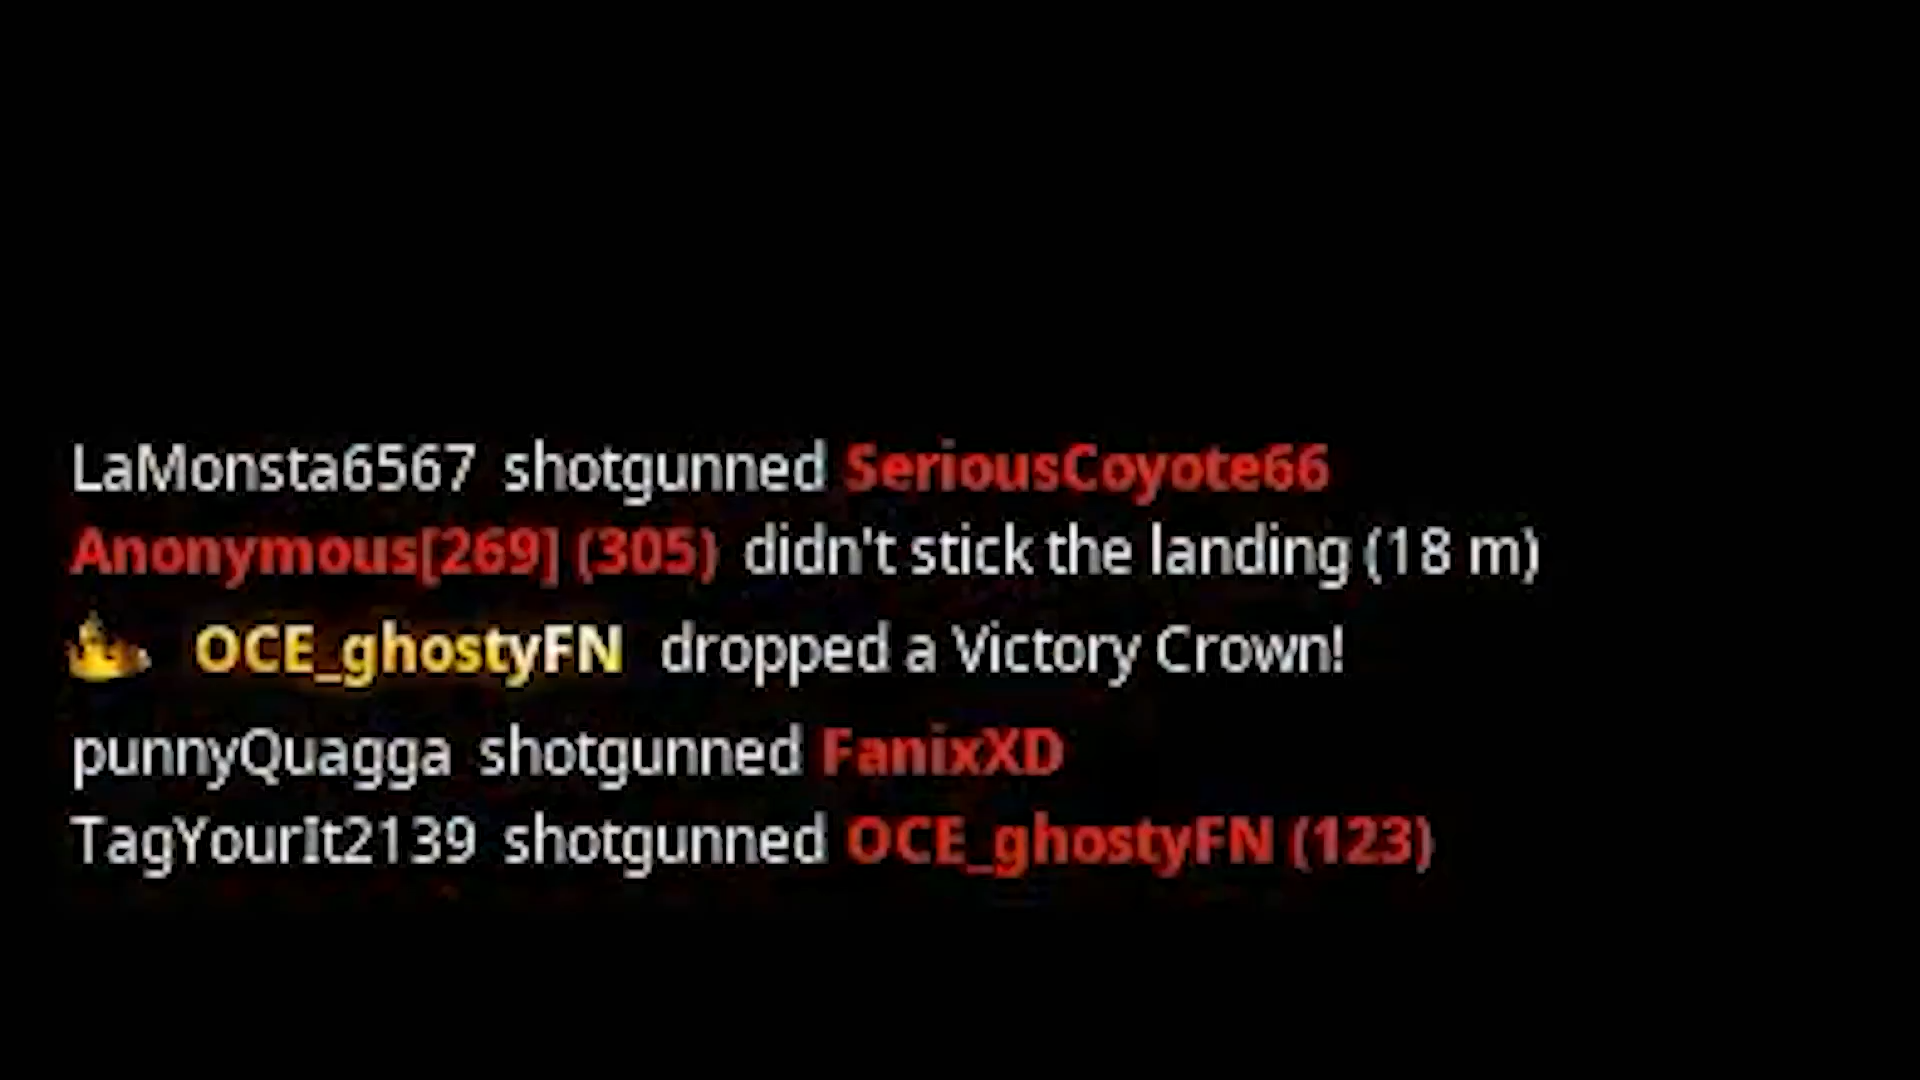 LaMonsta6567 shotgunned SeriousCoyote66
Anonymous[269] (305) didn't stick the landing (18 m)
OCE_ghostyFN dropped a Victory Crown!
punnyQuagga shotgunned FanixXD
TagYourIt2139 shotgunned OCE_ghostyFN (123)